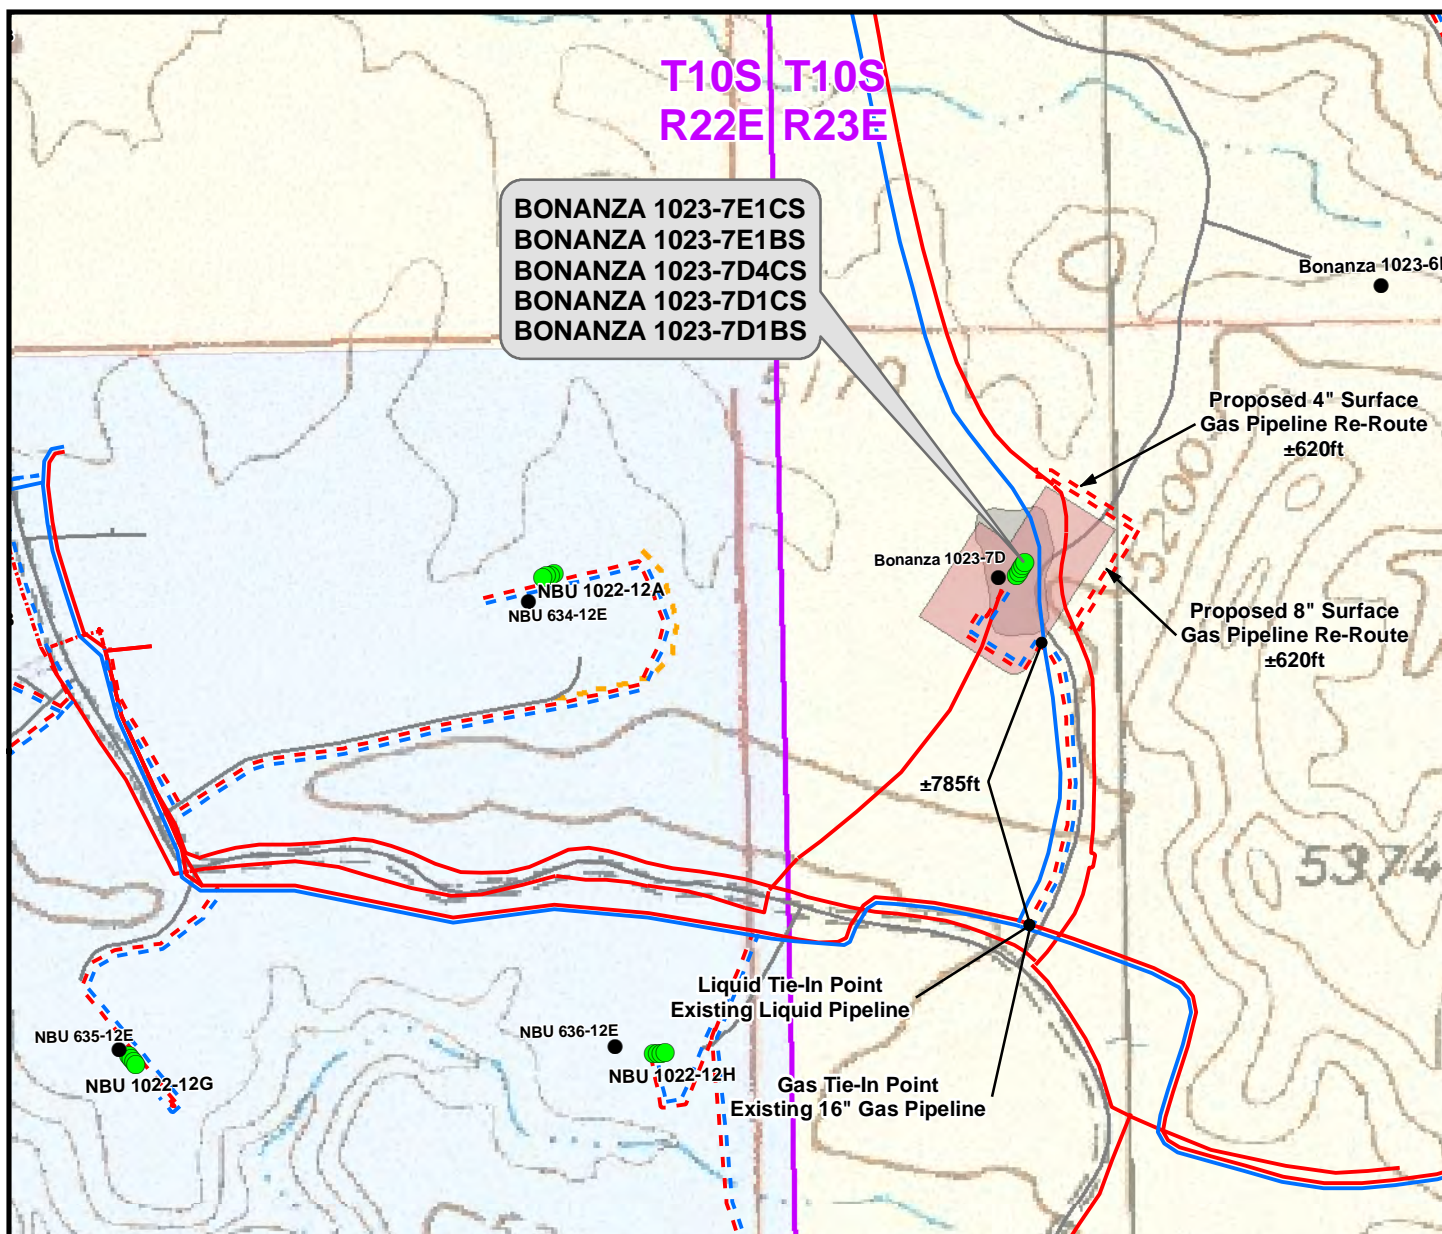 T10S T10S
R22E R23E
BONANZA 1023-7E1CS
BONANZA 1023-7E1BS
BONANZA 1023-7D4CS
BONANZA 1023-7D1CS
BONANZA 1023-7D1BS
Proposed 4" Surface
Gas Pipeline Re-Route
±620ft
5200
Bonanza 1023-7D
NBU 1022-12A
NBU 634-12E
Proposed 8" Surface
Gas Pipeline Re-Route
±620ft
±785ft
5374
Liquid Tie-In Point
Existing Liquid Pipeline
NBU 635-12E
NBU 1022-12G
NBU 636-12E
NBU 1022-12H
Gas Tie-In Point
Existing 16" Gas Pipeline
Bonanza